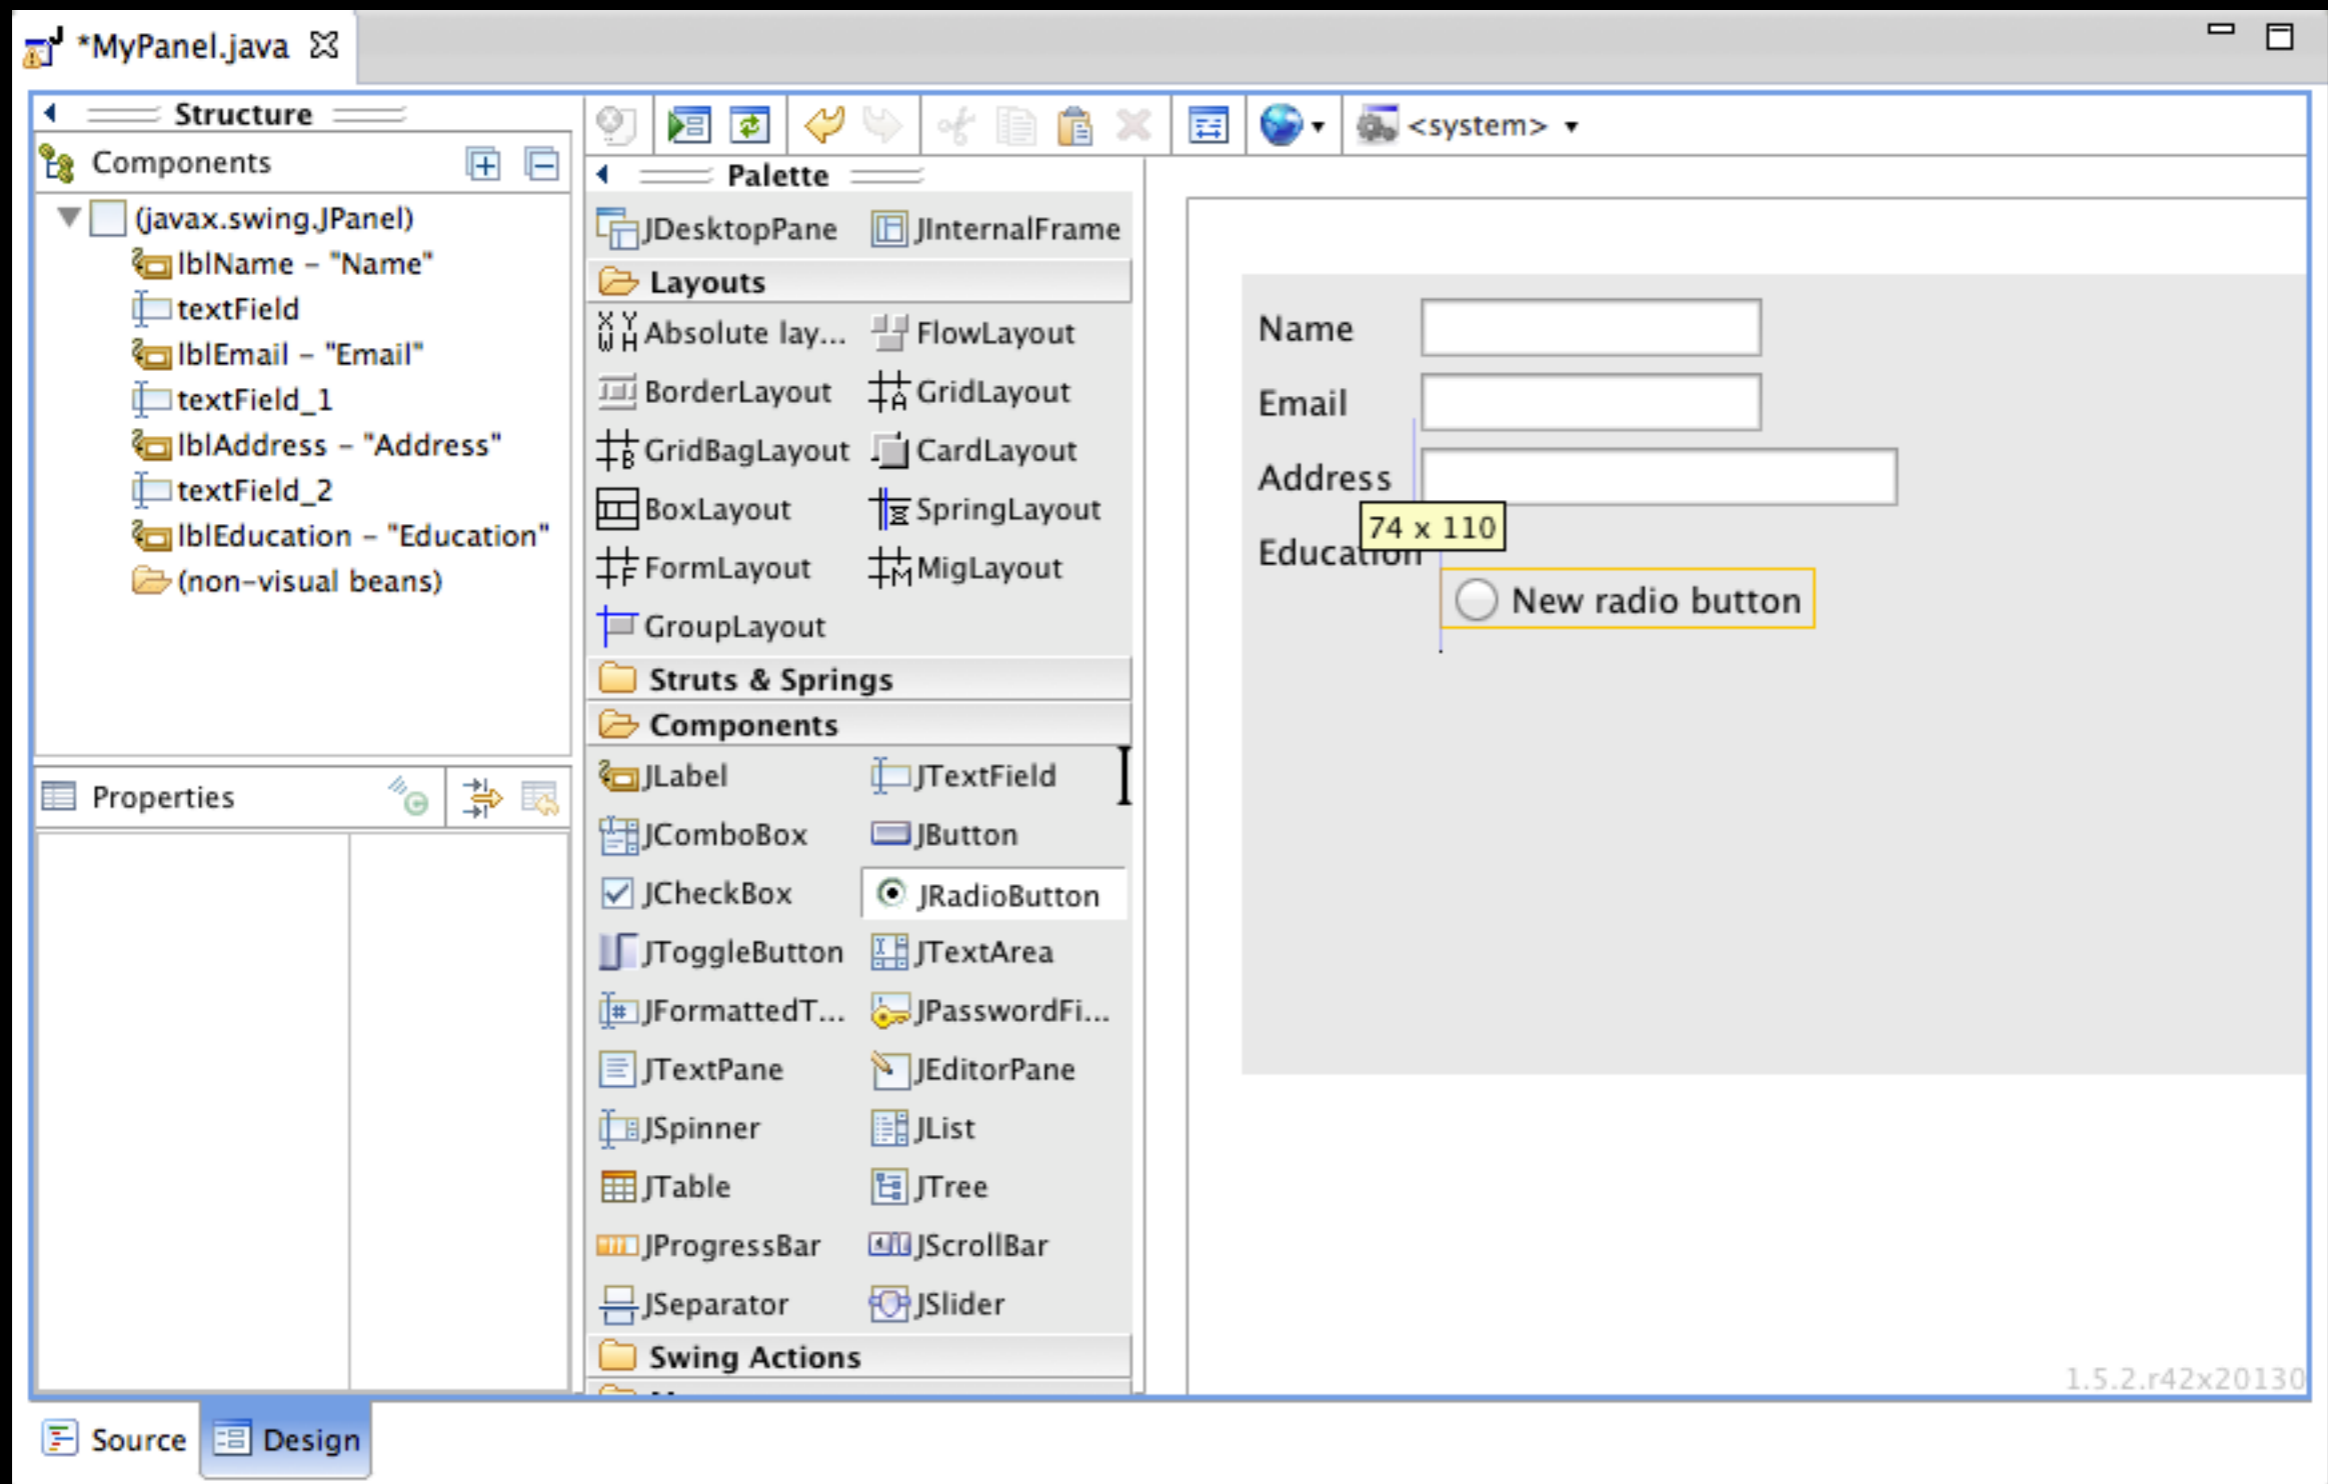 *MyPanel.java
Structure
Components
(javax.swing.JPanel)
lblName – "Name"
textField
lblEmail – "Email"
textField_1
lblAddress – "Address"
textField_2
lblEducation – "Education"
(non-visual beans)
Properties
<system>
Palette
JDesktopPane JInternalFrame
Layouts
Absolute lay... FlowLayout
BorderLayout GridLayout
GridBagLayout CardLayout
BoxLayout SpringLayout
FormLayout MigLayout
GroupLayout
Struts & Springs
Components
JLabel JTextField
JComboBox JButton
JCheckBox JRadioButton
JToggleButton JTextArea
JFormattedT... JPasswordFi...
JTextPane JEditorPane
JSpinner JList
JTable JTree
JProgressBar JScrollBar
JSeparator JSlider
Swing Actions
Name
Email
Address
74 x 110
Education
New radio button
1.5.2.r42x20130
Source Design